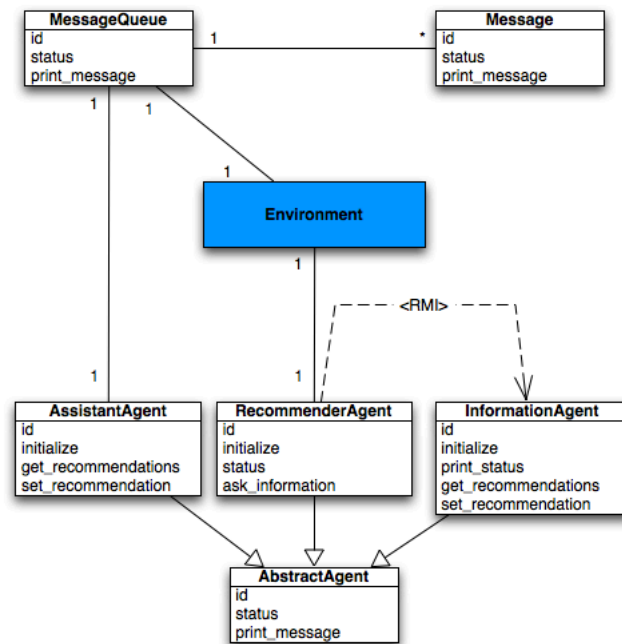 MessageQueue
id
status
print_message
Message
id
status
print_message
1
*
1
1
1
Environment
1
<RMI>
1
1
AssistantAgent
id
initialize
get_recommendations
set_recommendation
RecommenderAgent
id
initialize
status
ask_information
InformationAgent
id
initialize
print_status
get_recommendations
set_recommendation
AbstractAgent
id
status
print_message